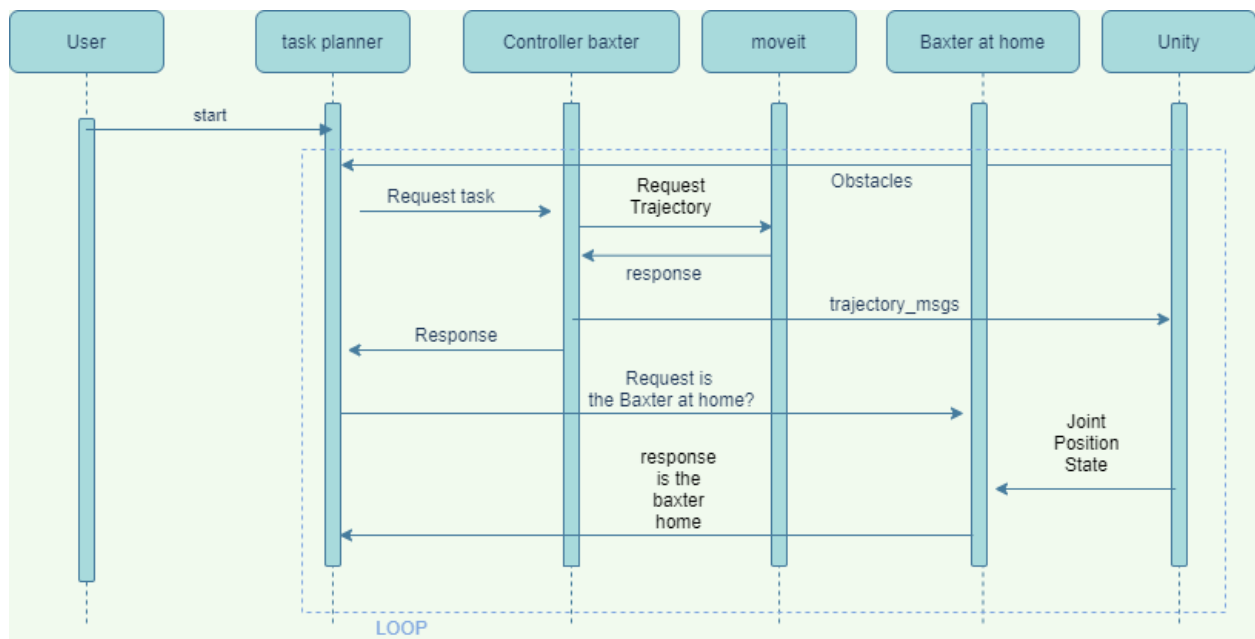 User
task planner
Controller baxter
moveit
Baxter at home
Unity
start
Obstacles
Request task
Request
Trajectory
response
trajectory_msgs
Response
Request is
the Baxter at home?
Joint
Position
State
response
is the
baxter
home
LOOP